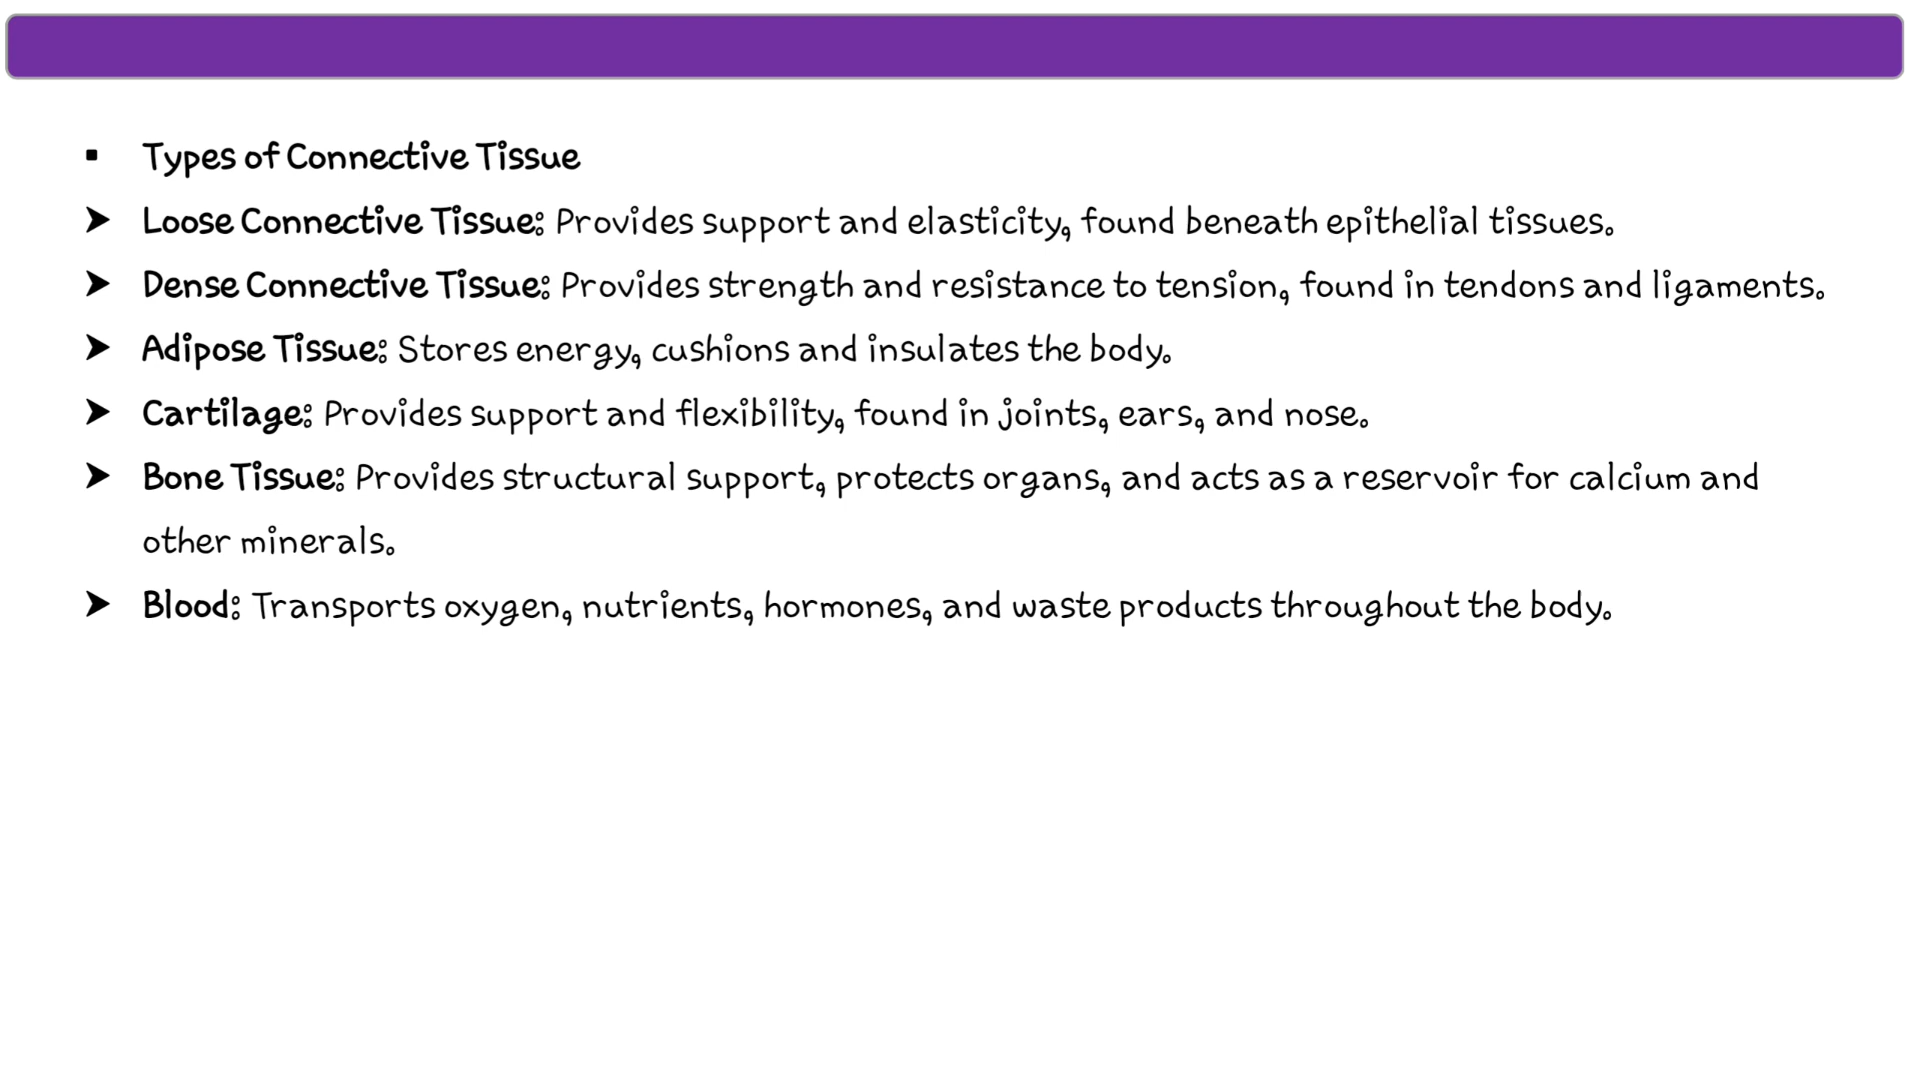 ▪ Types of Connective Tissue
➤ Loose Connective Tissue: Provides support and elasticity, found beneath epithelial tissues.
➤ Dense Connective Tissue: Provides strength and resistance to tension, found in tendons and ligaments.
➤ Adipose Tissue: Stores energy, cushions and insulates the body.
➤ Cartilage: Provides support and flexibility, found in joints, ears, and nose.
➤ Bone Tissue: Provides structural support, protects organs, and acts as a reservoir for calcium and
other minerals.
➤ Blood: Transports oxygen, nutrients, hormones, and waste products throughout the body.